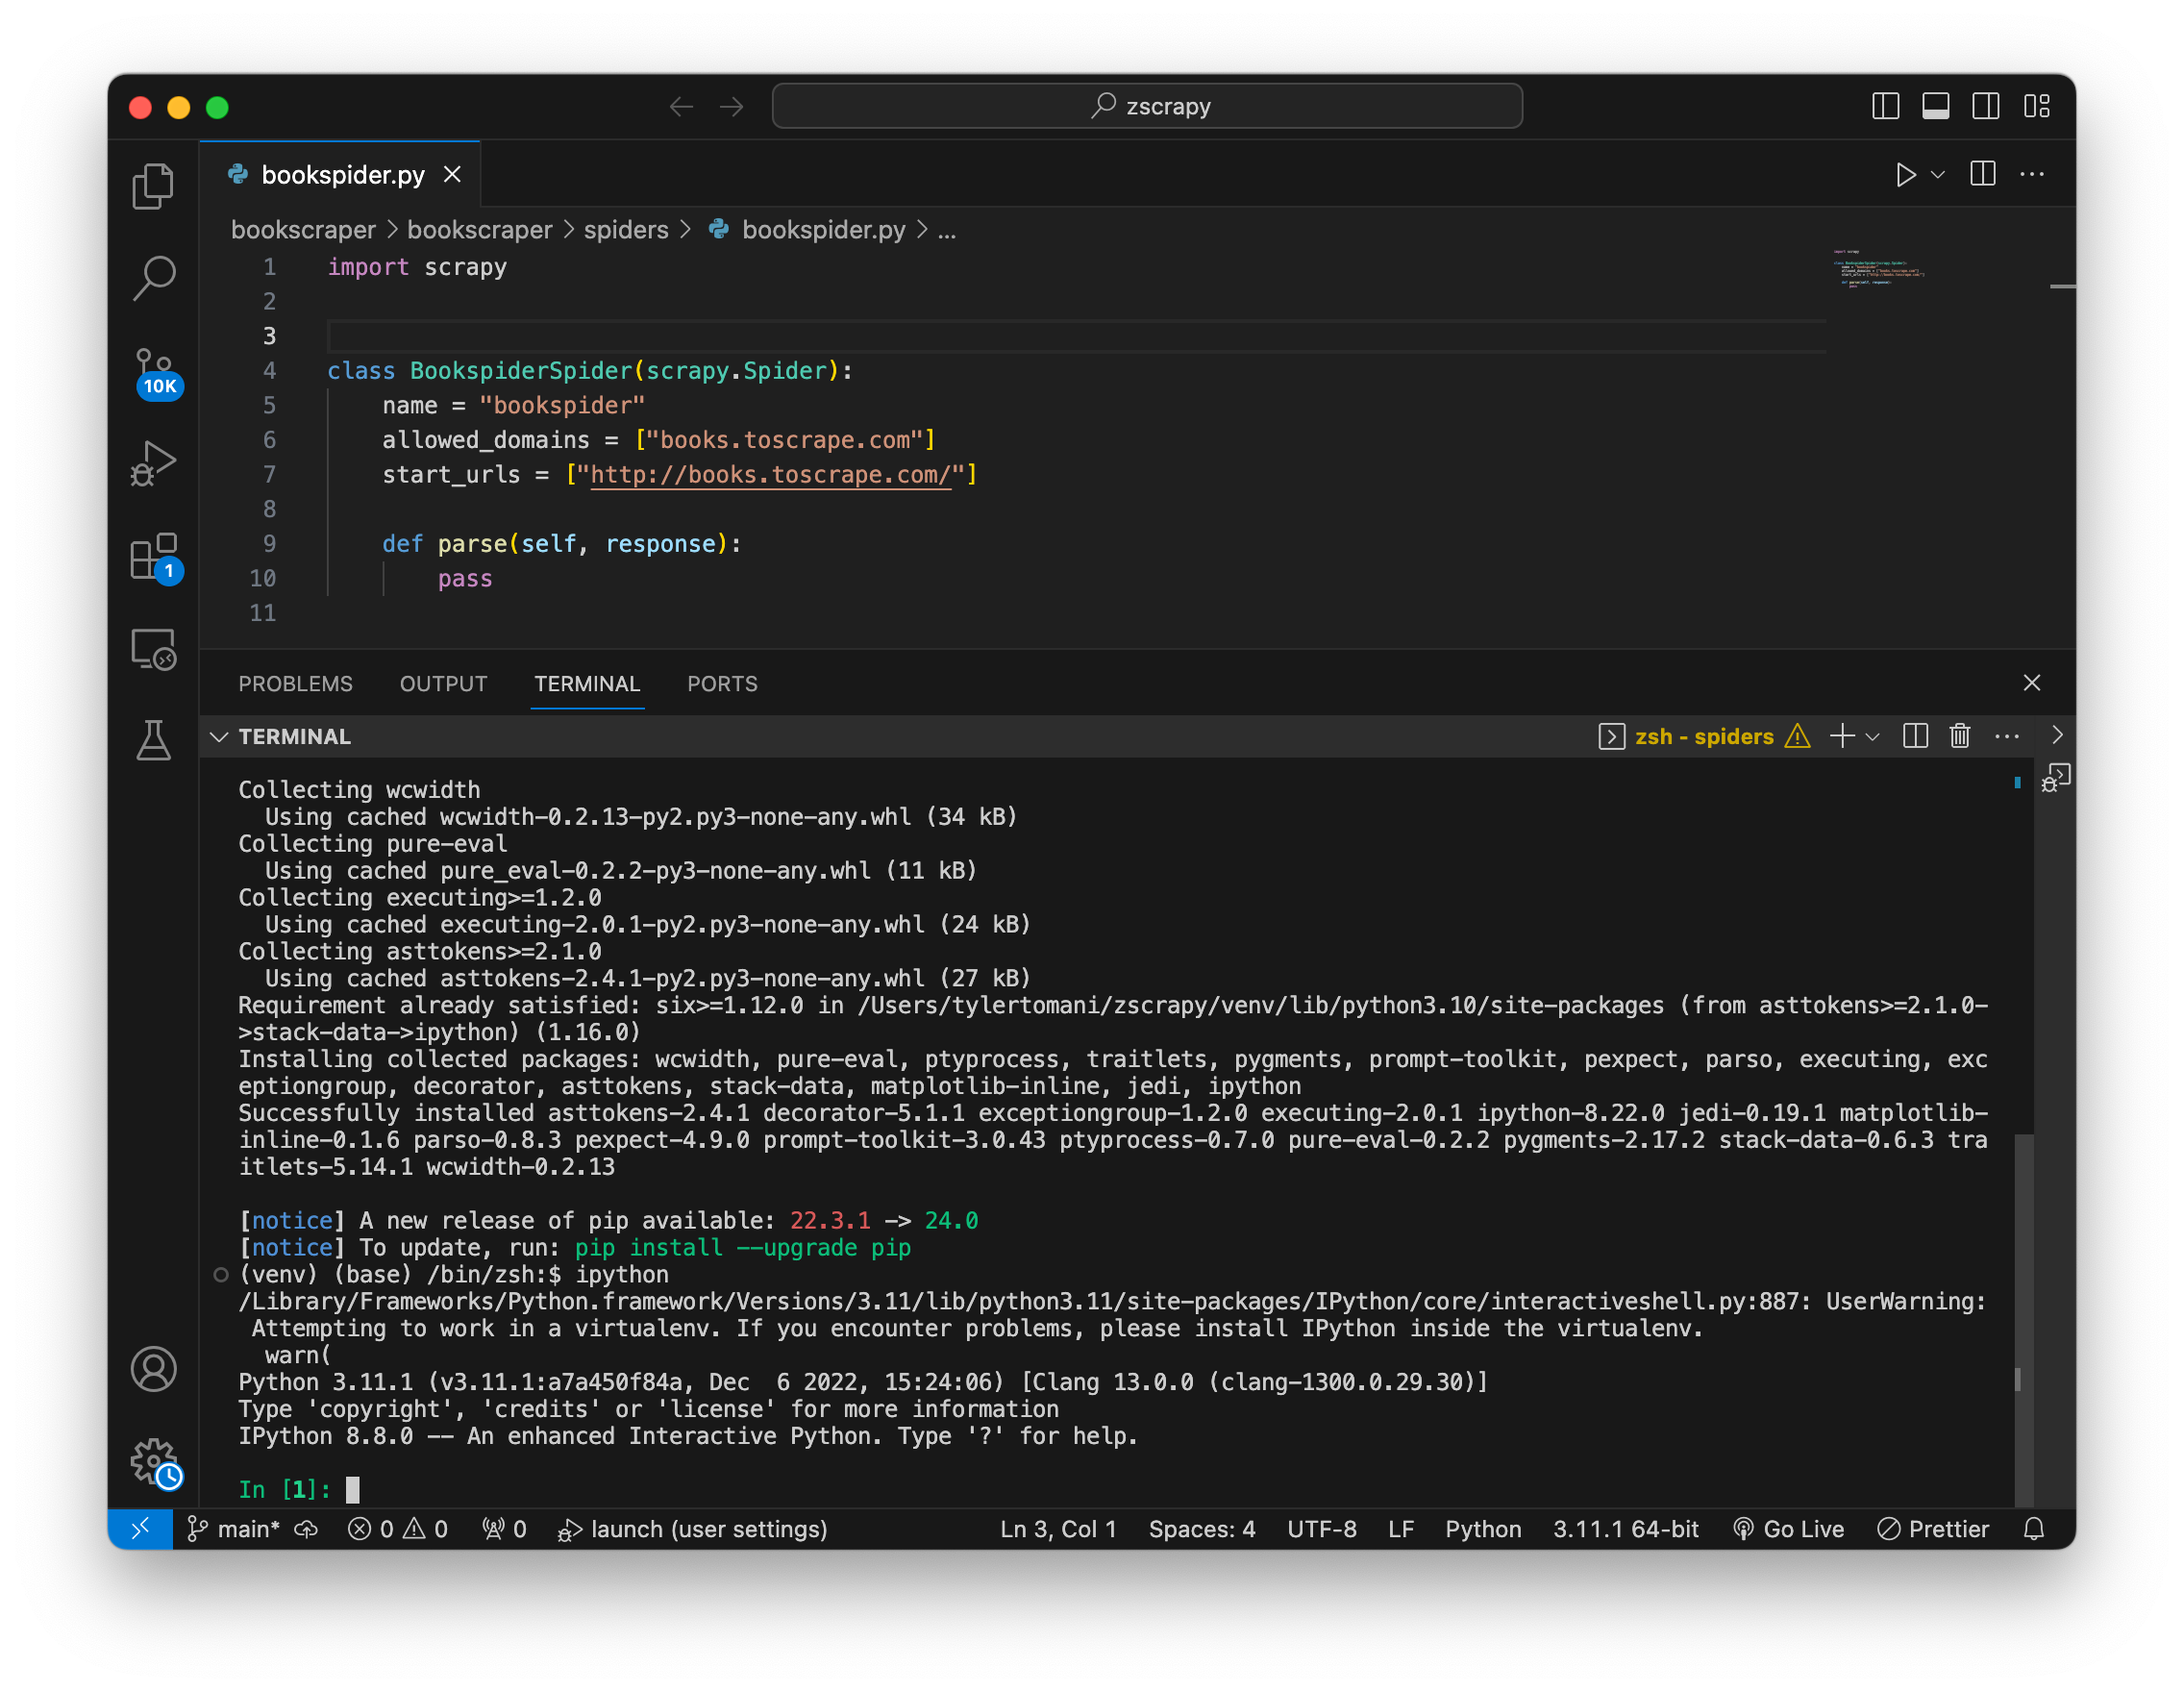 zscrapy
bookspider.py
bookscraper > bookscraper > spiders > bookspider.py > ...
1 import scrapy
2
3
4 class BookspiderSpider(scrapy.Spider):
5 name = "bookspider"
6 allowed_domains = ["books.toscrape.com"]
7 start_urls = ["http://books.toscrape.com/"]
8
9 def parse(self, response):
10 pass
11
10K
1
PROBLEMS OUTPUT TERMINAL PORTS
TERMINAL zsh - spiders
Collecting wcwidth
Using cached wcwidth-0.2.13-py2.py3-none-any.whl (34 kB)
Collecting pure-eval
Using cached pure_eval-0.2.2-py3-none-any.whl (11 kB)
Collecting executing>=1.2.0
Using cached executing-2.0.1-py2.py3-none-any.whl (24 kB)
Collecting asttokens>=2.1.0
Using cached asttokens-2.4.1-py2.py3-none-any.whl (27 kB)
Requirement already satisfied: six>=1.12.0 in /Users/tylertomani/zscrapy/venv/lib/python3.10/site-packages (from asttokens>=2.1.0-
>stack-data->ipython) (1.16.0)
Installing collected packages: wcwidth, pure-eval, ptyprocess, traitlets, pygments, prompt-toolkit, pexpect, parso, executing, exc
eptiongroup, decorator, asttokens, stack-data, matplotlib-inline, jedi, ipython
Successfully installed asttokens-2.4.1 decorator-5.1.1 exceptiongroup-1.2.0 executing-2.0.1 ipython-8.22.0 jedi-0.19.1 matplotlib-
inline-0.1.6 parso-0.8.3 pexpect-4.9.0 prompt-toolkit-3.0.43 ptyprocess-0.7.0 pure-eval-0.2.2 pygments-2.17.2 stack-data-0.6.3 tra
itlets-5.14.1 wcwidth-0.2.13
[notice] A new release of pip available: 22.3.1 -> 24.0
[notice] To update, run: pip install --upgrade pip
(venv) (base) /bin/zsh:$ ipython
/Library/Frameworks/Python.framework/Versions/3.11/lib/python3.11/site-packages/IPython/core/interactiveshell.py:887: UserWarning:
Attempting to work in a virtualenv. If you encounter problems, please install IPython inside the virtualenv.
warn(
Python 3.11.1 (v3.11.1:a7a450f84a, Dec  6 2022, 15:24:06) [Clang 13.0.0 (clang-1300.0.29.30)]
Type 'copyright', 'credits' or 'license' for more information
IPython 8.8.0 -- An enhanced Interactive Python. Type '?' for help.
In [1]:
main* 0 0 0 launch (user settings) Ln 3, Col 1 Spaces: 4 UTF-8 LF Python 3.11.1 64-bit Go Live Prettier